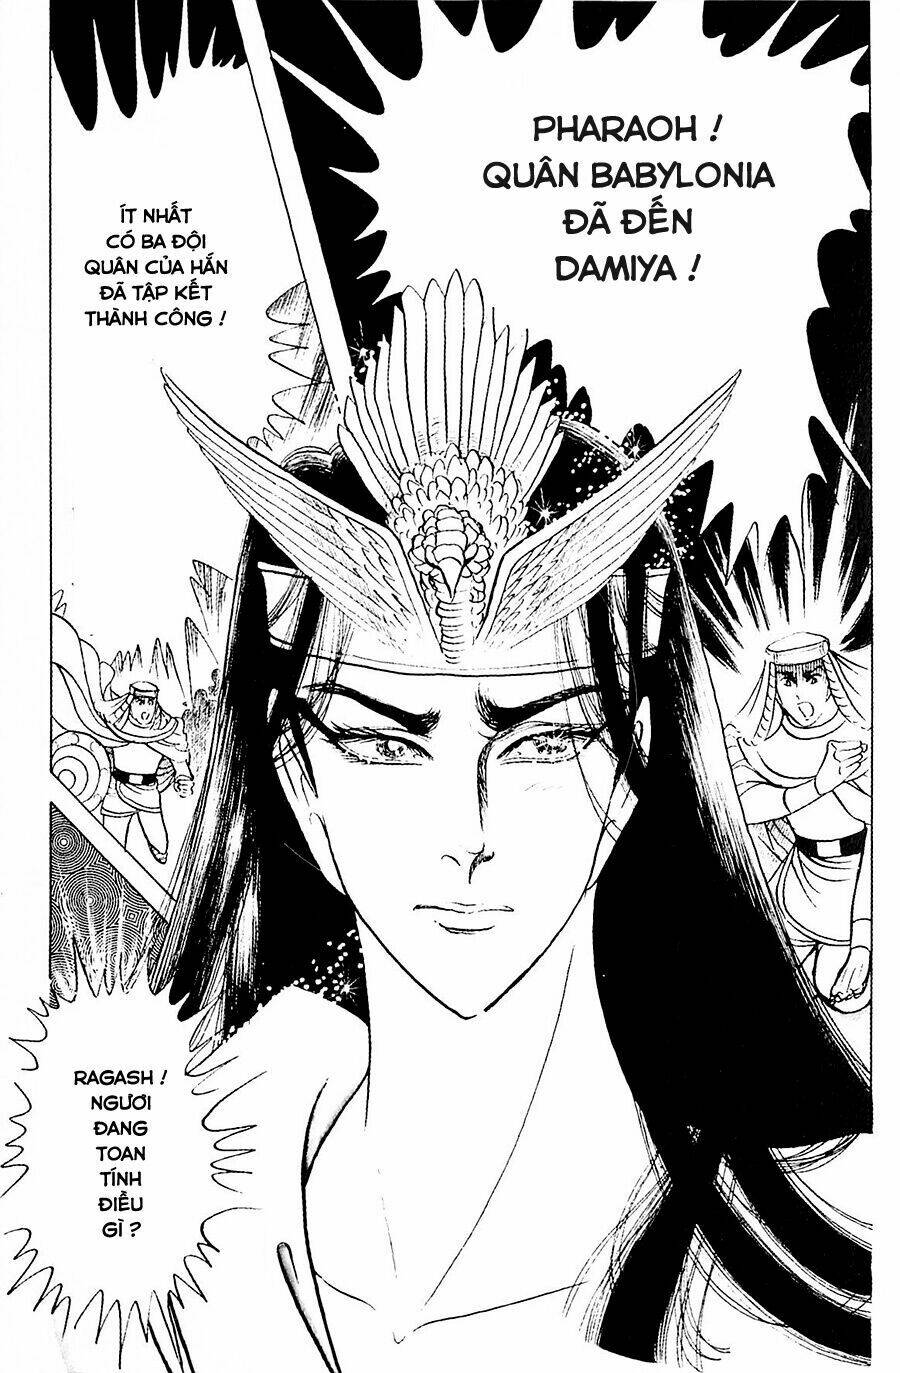 PHARAOH !
QUÂN BABYLONIA
ĐÃ ĐẾN
DAMIYA !
ÍT NHẤT
CÓ BA ĐỘI
QUÂN CỦA HẮN
ĐÃ TẬP KẾT
THÀNH CÔNG !
RAGASH !
NGƯƠI
ĐANG
TOAN
TÍNH
ĐIỀU
GÌ ?